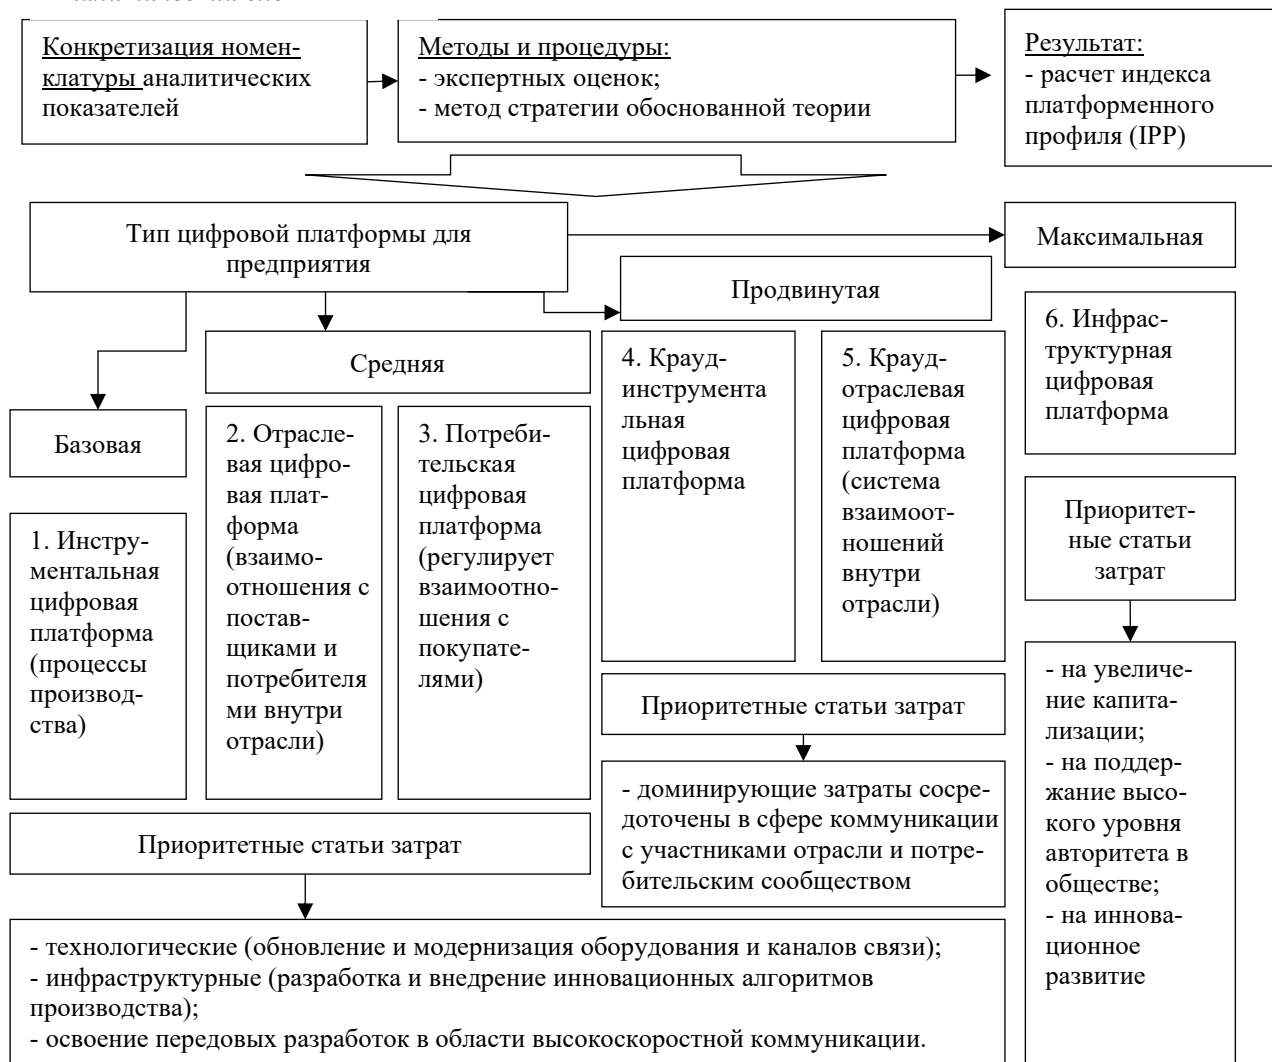 Конкретизация номен-
клатуры аналитических
показателей
Методы и процедуры:
- экспертных оценок;
- метод стратегии обоснованной теории
Результат:
- расчет индекса
платформенного
профиля (IPP)
Тип цифровой платформы для
предприятия
Максимальная
Продвинутая
Средняя
Базовая
1. Инстру-
ментальная
цифровая
платформа
(процессы
производ-
ства)
2. Отрасле-
вая цифро-
вая плат-
форма
(взаимо-
отношения с
постав-
щиками и
потребителя
ми внутри
отрасли)
3. Потреби-
тельская
цифровая
платформа
(регулирует
взаимоотно-
шения с
покупате-
лями)
4. Крауд-
инструмента
льная
цифровая
платформа
5. Крауд-
отраслевая
цифровая
платформа
(система
взаимоот-
ношений
внутри
отрасли)
6. Инфрас-
труктурная
цифровая
платформа
Приоритет-
ные статьи
затрат
- на увеличе-
ние капита-
лизации;
- на поддер-
жание высо-
кого уровня
авторитета в
обществе;
- на иннова-
ционное
развитие
Приоритетные статьи затрат
- доминирующие затраты сосре-
доточены в сфере коммуникации
с участниками отрасли и потре-
бительским сообществом
Приоритетные статьи затрат
- технологические (обновление и модернизация оборудования и каналов связи);
- инфраструктурные (разработка и внедрение инновационных алгоритмов
производства);
- освоение передовых разработок в области высокоскоростной коммуникации.